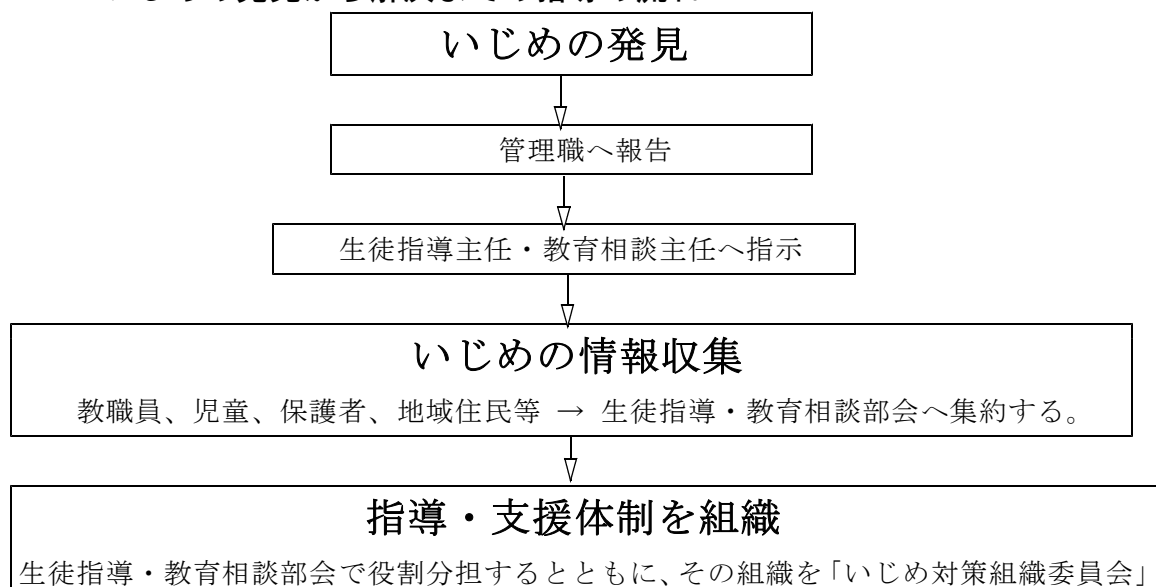 いじめの発見
管理職へ報告
生徒指導主任・教育相談主任へ指示
いじめの情報収集
教職員、児童、保護者、地域住民等 → 生徒指導・教育相談部会へ集約する。
指導・支援体制を組織
生徒指導・教育相談部会で役割分担するとともに、その組織を「いじめ対策組織委員会」